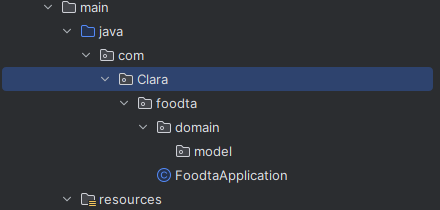 main
java
com
Clara
foodta
domain
model
FoodtaApplication
resources